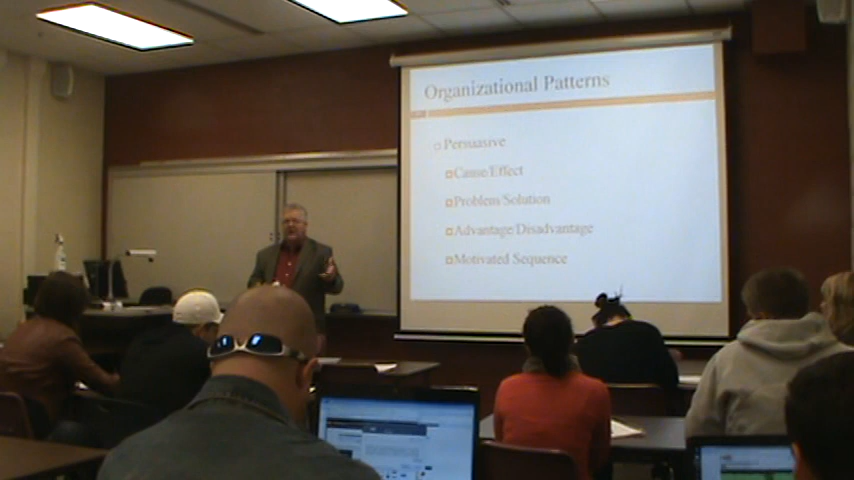 Organizational Patterns
Persuasive
Cause/Effect
Problem/Solution
Advantage/Disadvantage
Motivated Sequence